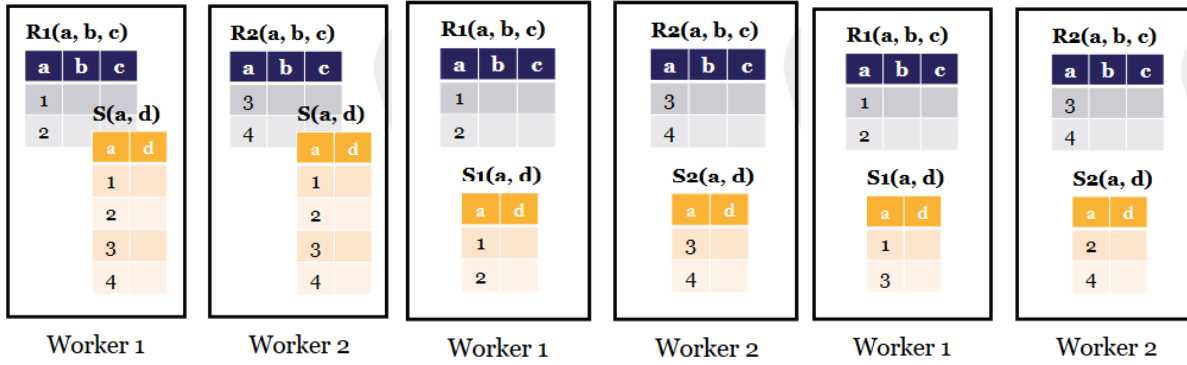 R1(a, b, c)
a b c
1
2
S(a, d)
a d
1
2
3
4
Worker 1
R2(a, b, c)
a b c
3
4
S(a, d)
a d
1
2
3
4
Worker 2
R1(a, b, c)
a b c
1
2
S1(a, d)
a d
1
2
Worker 1
R2(a, b, c)
a b c
3
4
S2(a, d)
a d
3
4
Worker 2
R1(a, b, c)
a b c
1
2
S1(a, d)
a d
1
3
Worker 1
R2(a, b, c)
a b c
3
4
S2(a, d)
a d
2
4
Worker 2